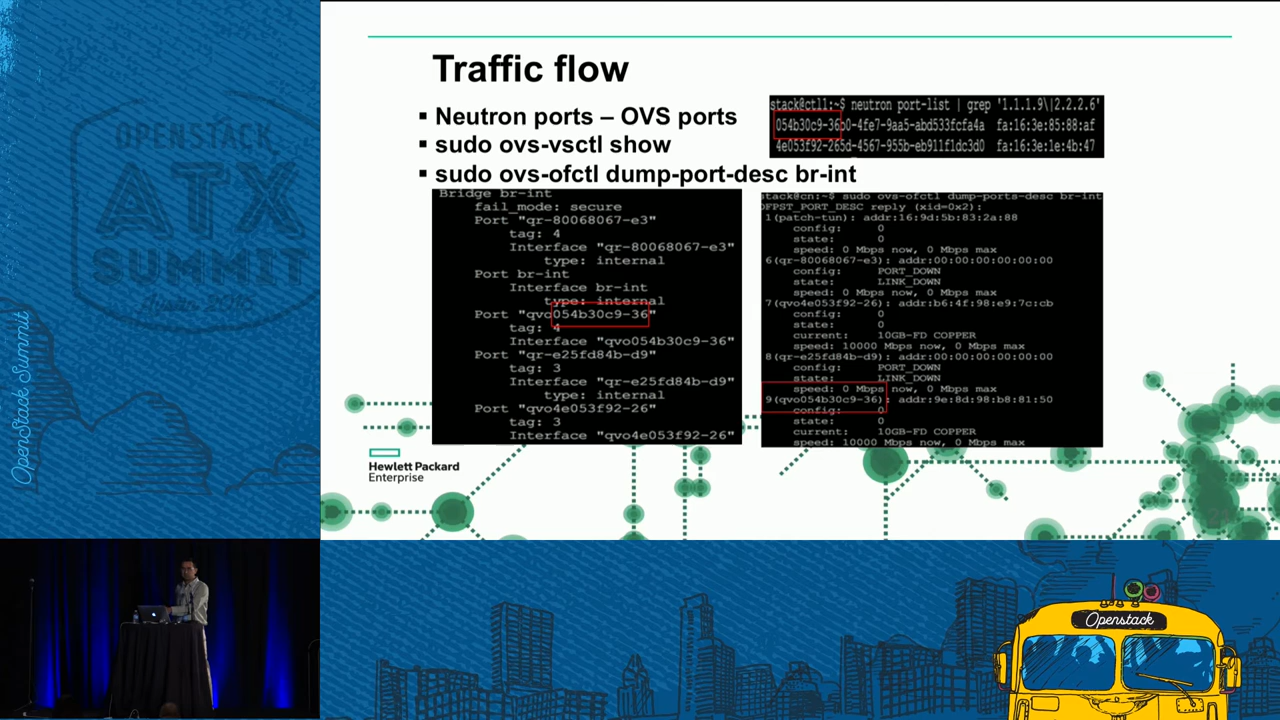 Traffic flow
▪ Neutron ports – OVS ports
▪ sudo ovs-vsctl show
▪ sudo ovs-ofctl dump-port-desc br-int
stack@ctl1:~$ neutron port-list | grep '1.1.1.9\|2.2.2.6'
054b30c9-36b0-4fe7-9aa5-abd533fcfa4a fa:16:3e:85:88:af
4e053f92-265d-4567-955b-eb911f1dc3d0 fa:16:3e:1e:4b:47
Bridge br-int
fail_mode: secure
Port "qr-80068067-e3"
tag: 4
Interface "qr-80068067-e3"
type: internal
Port br-int
Interface br-int
type: internal
Port "qvo054b30c9-36"
tag: 4
Interface "qvo054b30c9-36"
Port "qr-e25fd84b-d9"
tag: 3
Interface "qr-e25fd84b-d9"
type: internal
Port "qvo4e053f92-26"
tag: 3
Interface "qvo4e053f92-26"
stack@cn:~$ sudo ovs-ofctl dump-ports-desc br-int
OFPST_PORT_DESC reply (xid=0x2):
1(patch-tun): addr:16:9d:5b:83:2a:88
config: 0
state: 0
speed: 0 Mbps now, 0 Mbps max
6(qr-80068067-e3): addr:00:00:00:00:00:00
config: PORT_DOWN
state: LINK_DOWN
speed: 0 Mbps now, 0 Mbps max
7(qvo4e053f92-26): addr:b6:4f:98:e9:7c:cb
config: 0
state: 0
current: 10GB-FD COPPER
speed: 10000 Mbps now, 0 Mbps max
8(qr-e25fd84b-d9): addr:00:00:00:00:00:00
config: PORT_DOWN
state: LINK_DOWN
speed: 0 Mbps now, 0 Mbps max
9(qvo054b30c9-36): addr:9e:8d:98:b8:81:50
config: 0
state: 0
current: 10GB-FD COPPER
speed: 10000 Mbps now, 0 Mbps max
Hewlett Packard
Enterprise
OPENSTACK
ATX
SUMMIT
OpenStack Summit
Openstack